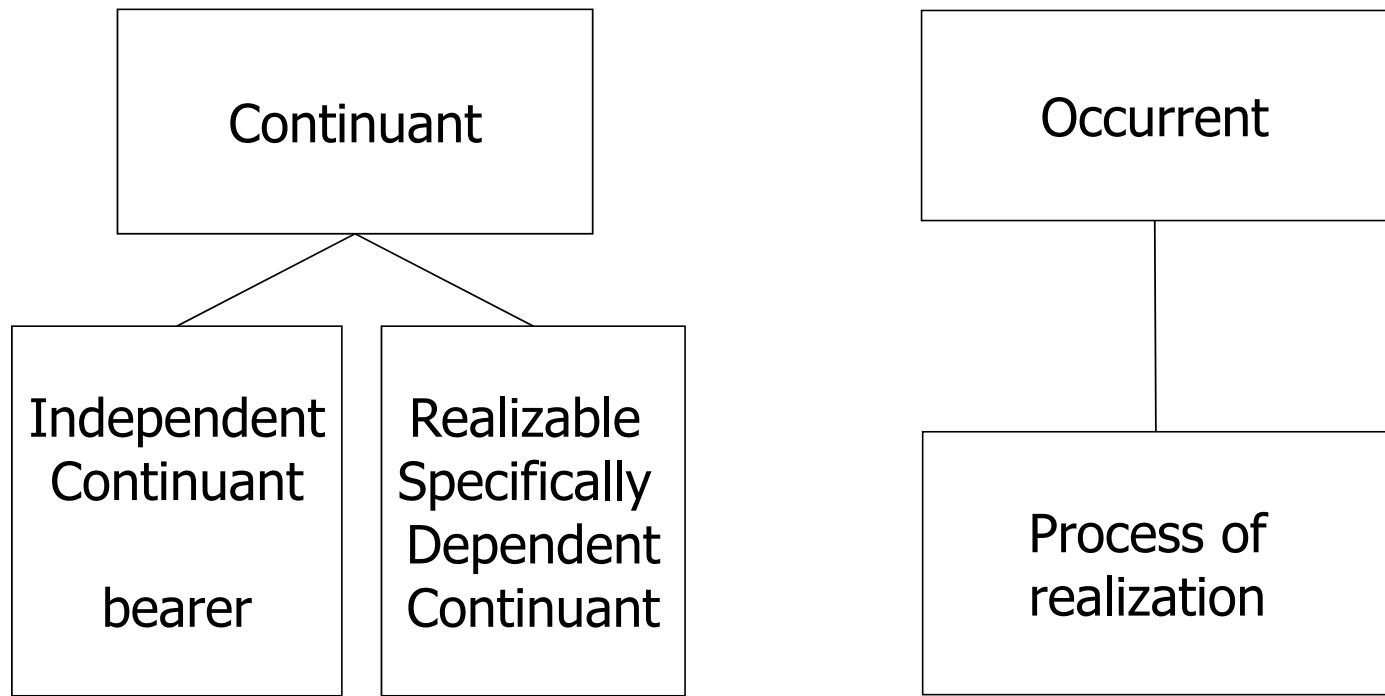 Continuant
Occurrent
Independent
Continuant
bearer
Realizable
Specifically
Dependent
Continuant
Process of
realization